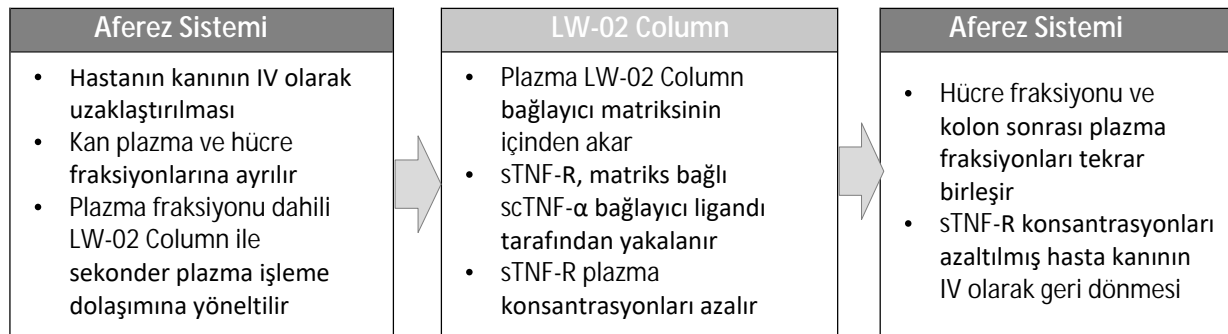 Aferez Sistemi
• Hastanın kanının IV olarak
uzaklaştırılması
• Kan plazma ve hücre
fraksiyonlarına ayrılır
• Plazma fraksiyonu dahili
LW-02 Column ile
sekonder plazma işleme
dolaşımına yöneltilir
LW-02 Column
• Plazma LW-02 Column
bağlayıcı matriksinin
içinden akar
• sTNF-R, matriks bağlı
scTNF-α bağlayıcı ligandı
tarafından yakalanır
• sTNF-R plazma
konsantrasyonları azalır
Aferez Sistemi
• Hücre fraksiyonu ve
kolon sonrası plazma
fraksiyonları tekrar
birleşir
• sTNF-R konsantrasyonları
azaltılmış hasta kanının
IV olarak geri dönmesi